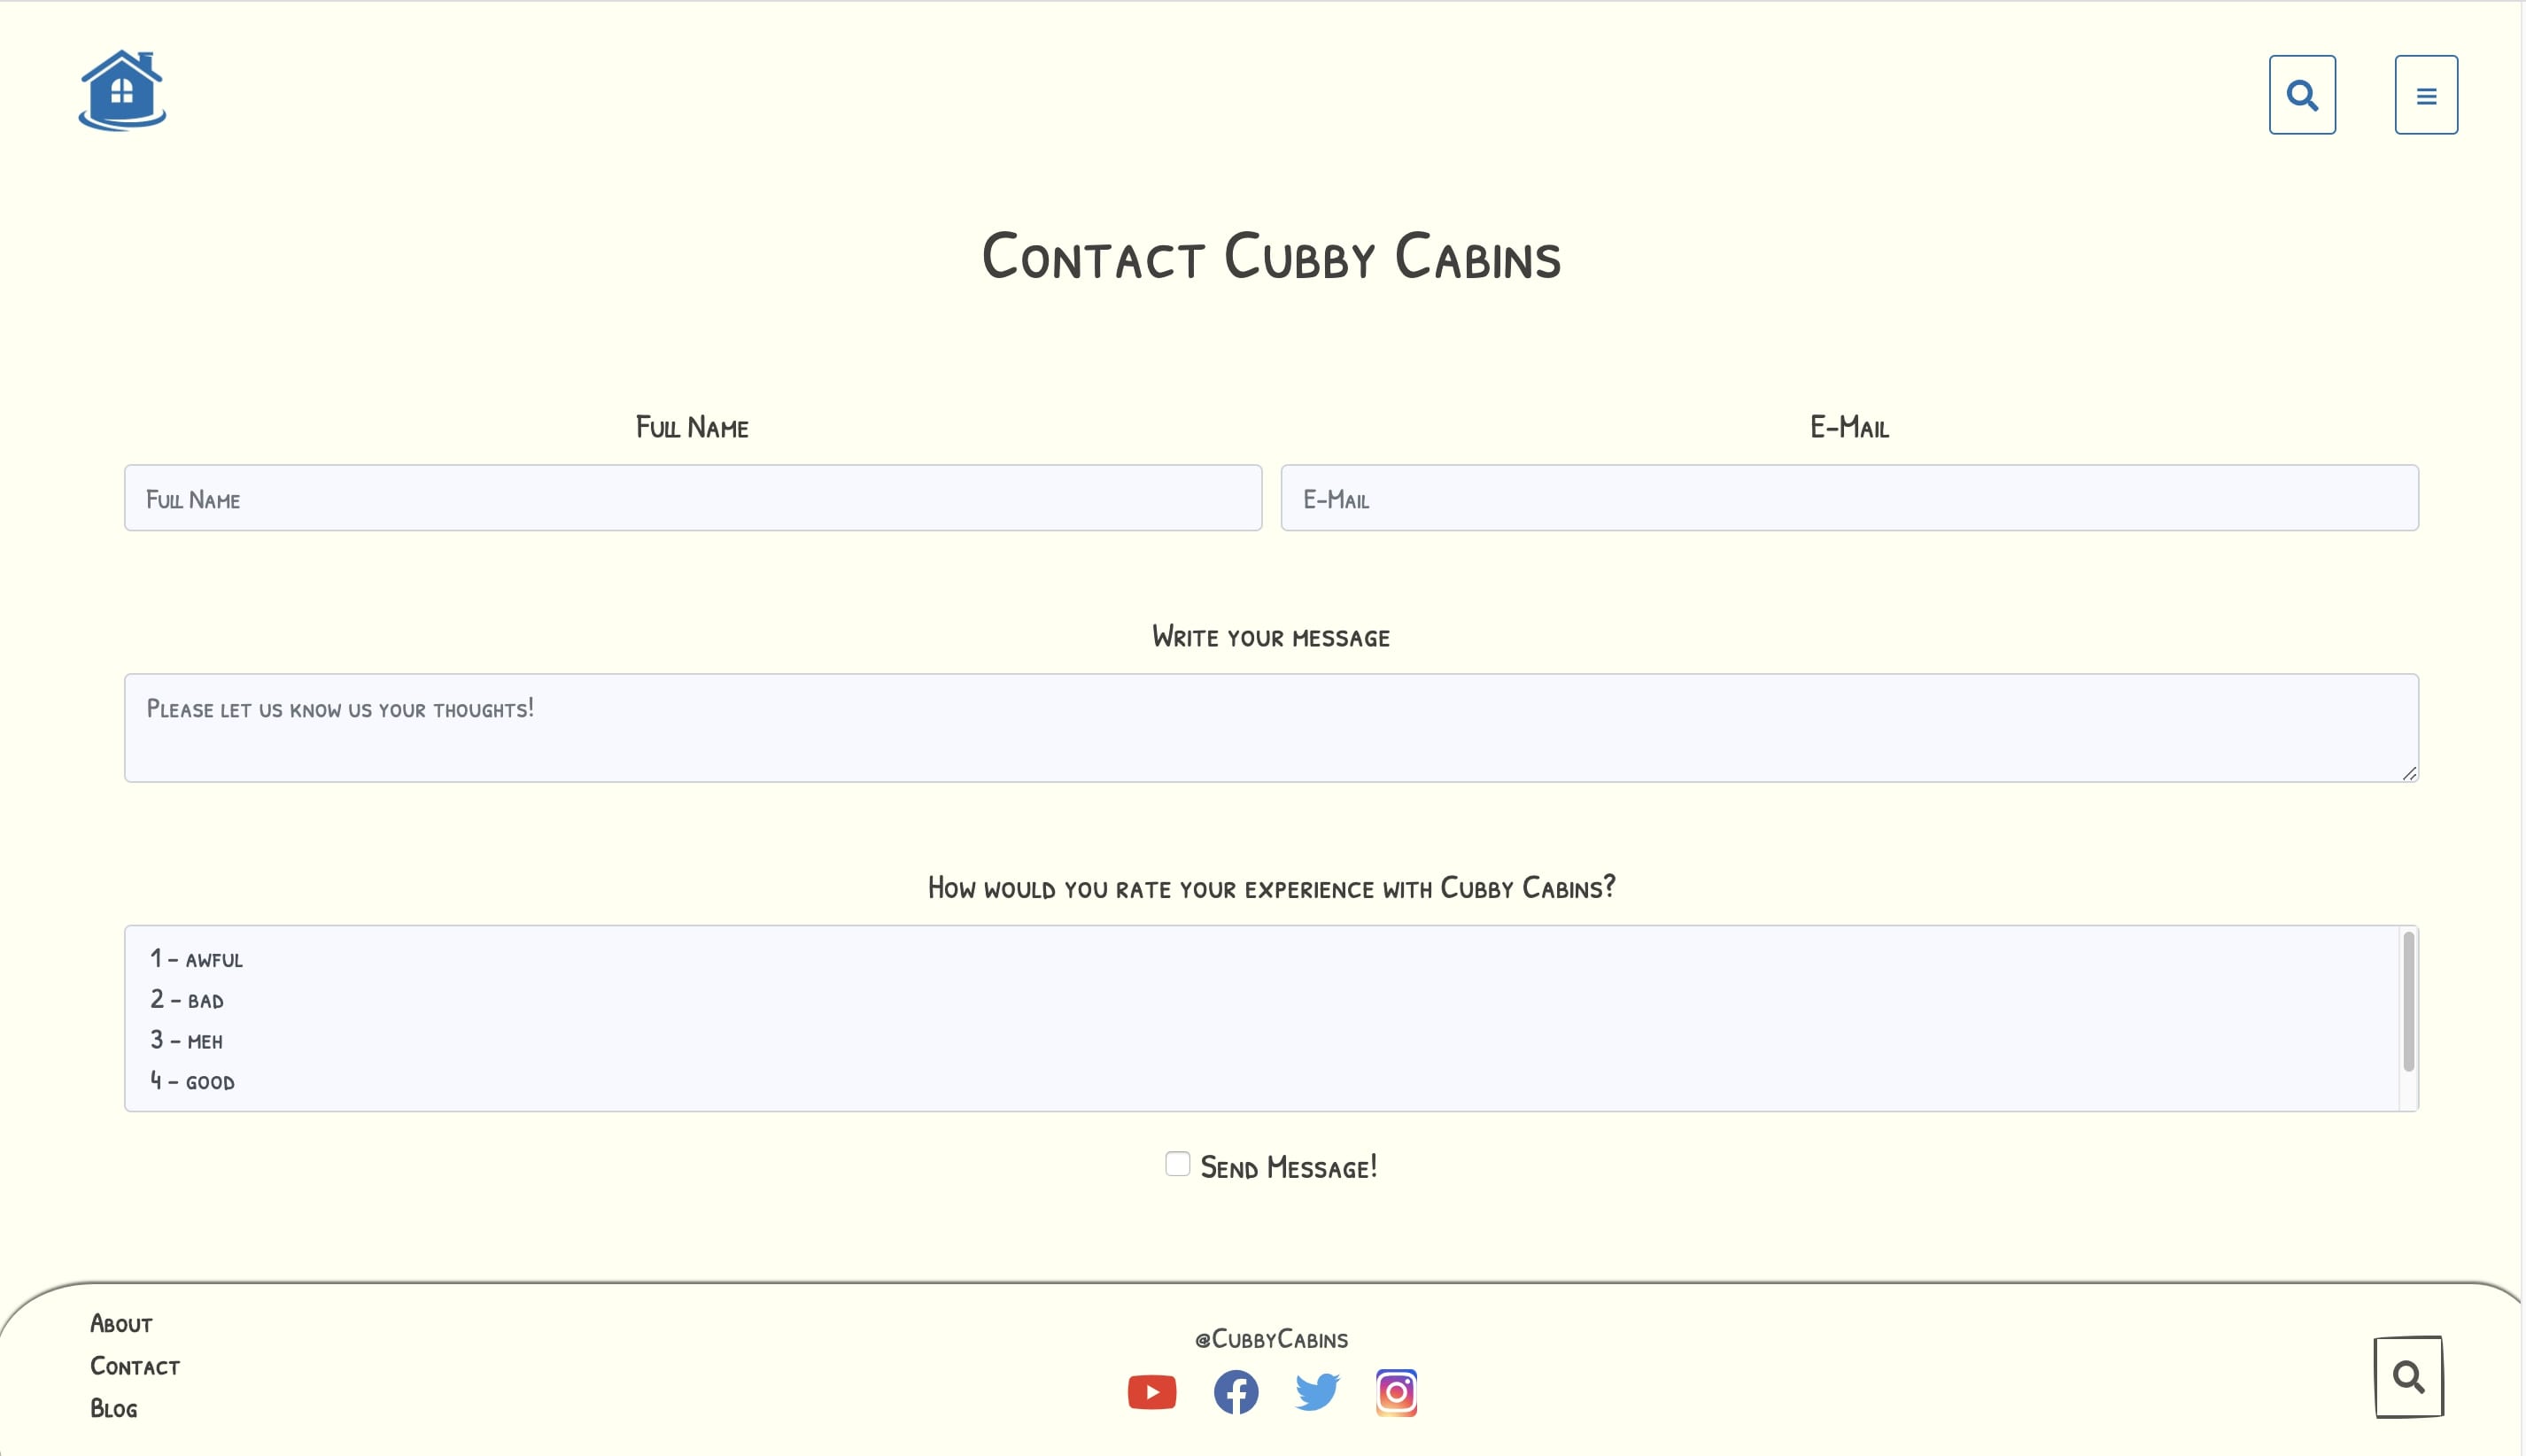 Contact Cubby Cabins
Full Name
E-Mail
Full Name
E-Mail
Write your message
Please let us know us your thoughts!
How would you rate your experience with Cubby Cabins?
1 - awful
2 - bad
3 - meh
4 - good
Send Message!
About
Contact
Blog
@CubbyCabins